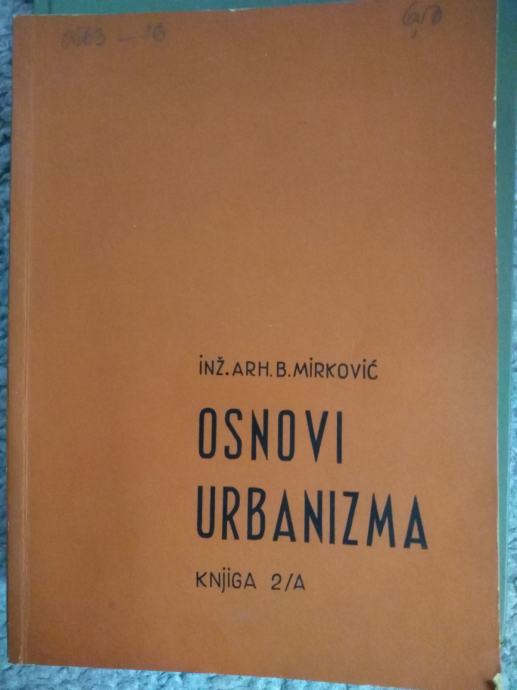 inž.ARH.B.MiRKOVić
OSNOVI
URBANIZMA
KNjiGA 2/A